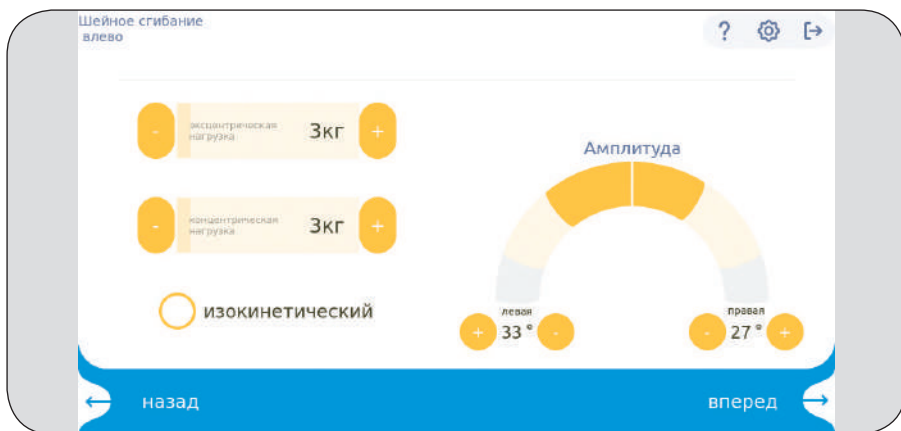 Шейное сгибание
влево
?
- эксцентрическая
нагрузка 3кг +
- концентрическая
нагрузка 3кг +
изокинетический
Амплитуда
левая
+ 33° -
правая
- 27° +
назад
вперед